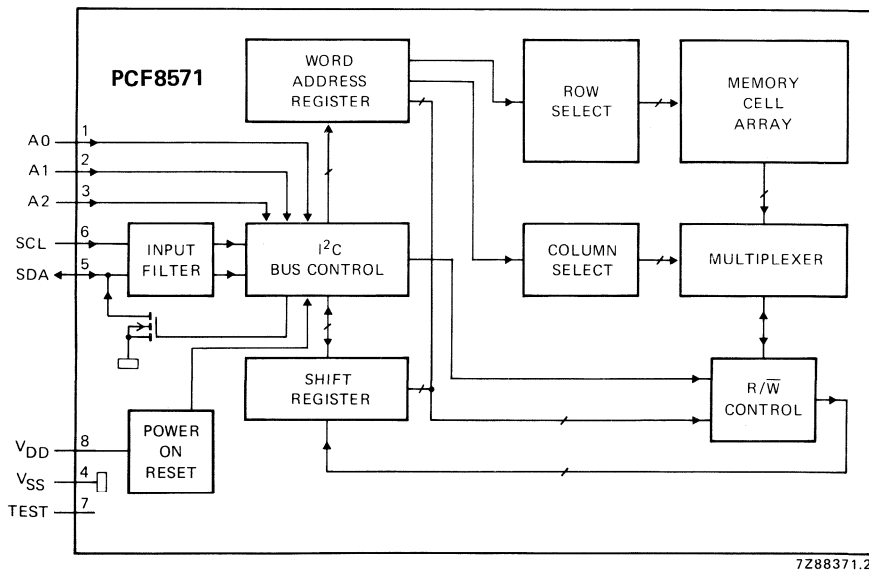 PCF8571
WORD
ADDRESS
REGISTER
ROW
SELECT
MEMORY
CELL
ARRAY
A0
1
A1
2
A2
3
SCL
6
SDA
5
INPUT
FILTER
I²C
BUS CONTROL
COLUMN
SELECT
MULTIPLEXER
SHIFT
REGISTER
R/W̅
CONTROL
POWER
ON
RESET
VDD
8
VSS
4
TEST
7
7Z88371.2